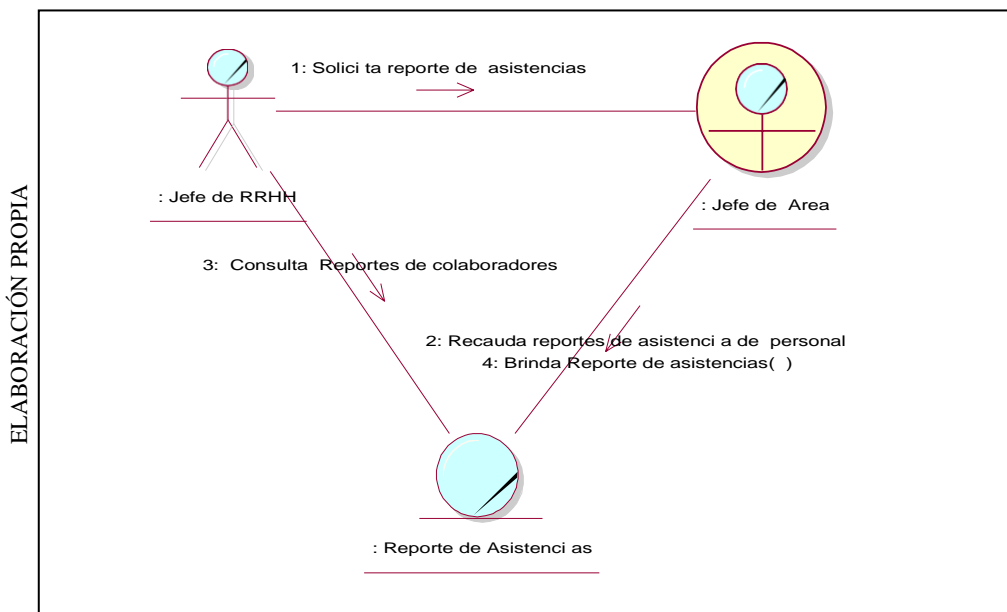 1: Solici ta reporte de asistencias
: Jefe de RRHH
: Jefe de Area
3: Consulta Reportes de colaboradores
2: Recauda reportes de asistenci a de personal
4: Brinda Reporte de asistencias( )
: Reporte de Asistenci as
ELABORACIÓN PROPIA